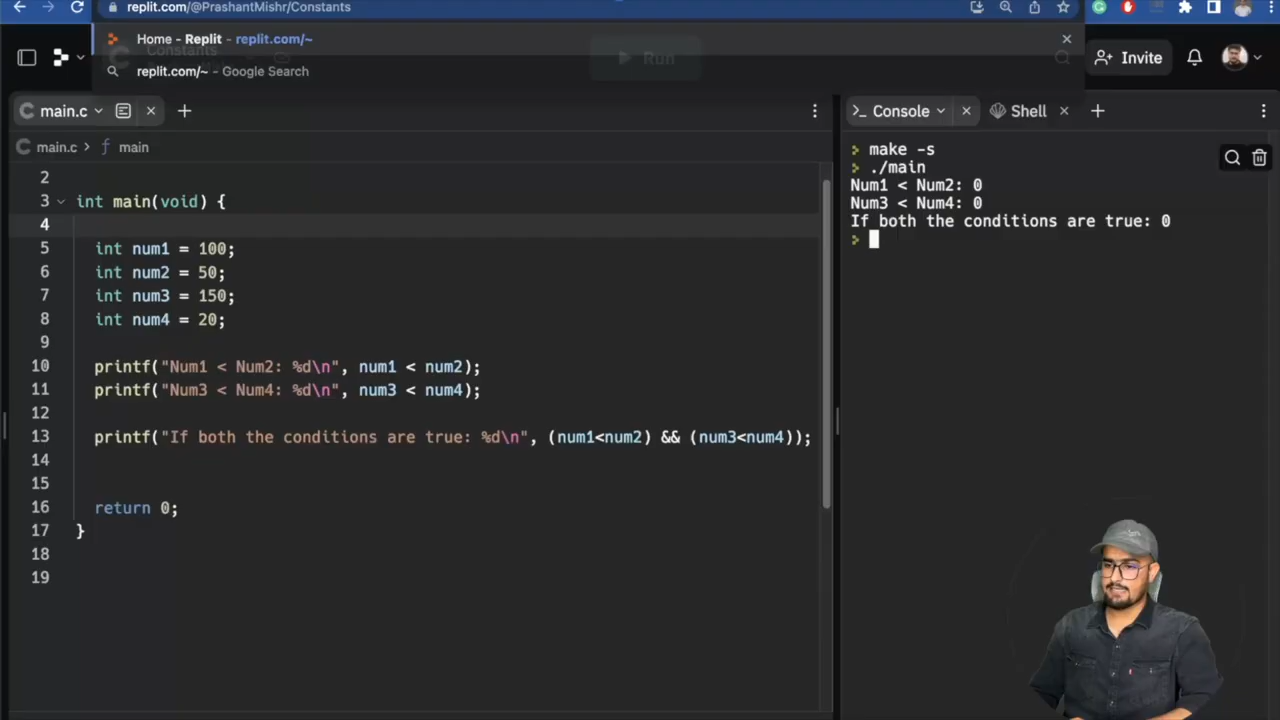 replit.com/@PrashantMishr/Constants
Home - Replit - replit.com/~
Constants
Run
Invite
replit.com/~ - Google Search
main.c
Console
Shell
main.c > f main
make -s
./main
Num1 < Num2: 0
Num3 < Num4: 0
If both the conditions are true: 0
2
3 int main(void) {
4
5 int num1 = 100;
6 int num2 = 50;
7 int num3 = 150;
8 int num4 = 20;
9
10 printf("Num1 < Num2: %d\n", num1 < num2);
11 printf("Num3 < Num4: %d\n", num3 < num4);
12
13 printf("If both the conditions are true: %d\n", (num1<num2) && (num3<num4));
14
15
16 return 0;
17 }
18
19